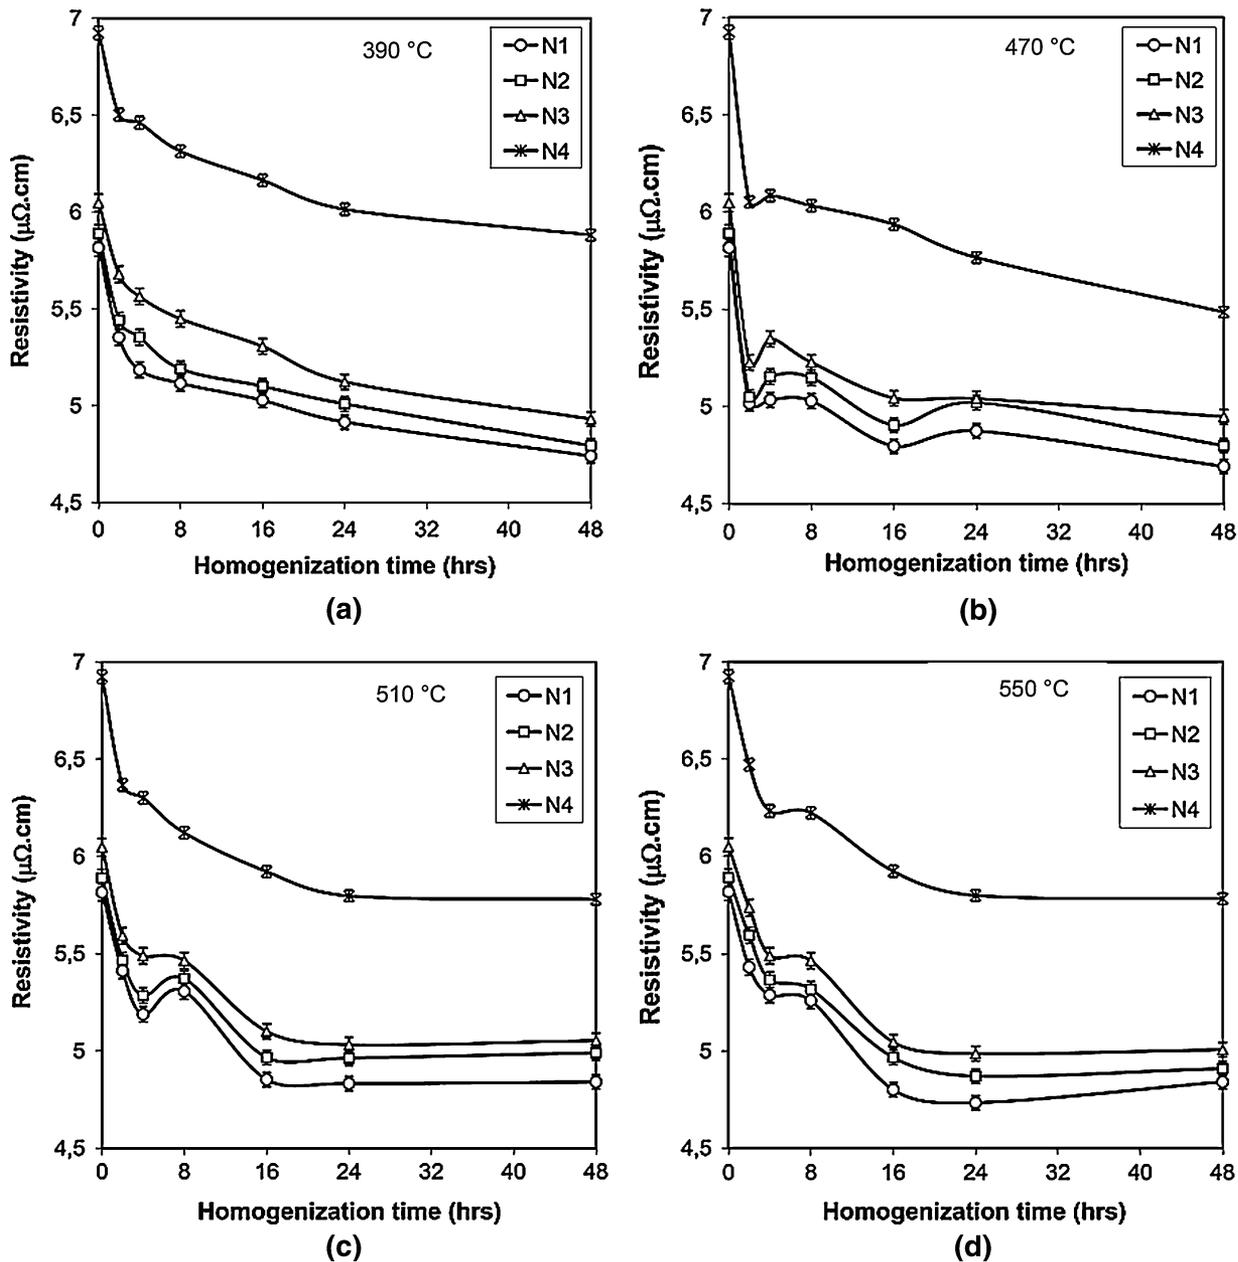 7
6,5
6
5,5
5
4,5
Resistivity (µΩ.cm)
390 °C
N1
N2
N3
N4
0 8 16 24 32 40 48
Homogenization time (hrs)
(a)
7
6,5
6
5,5
5
4,5
Resistivity (µΩ.cm)
470 °C
N1
N2
N3
N4
0 8 16 24 32 40 48
Homogenization time (hrs)
(b)
7
6,5
6
5,5
5
4,5
Resistivity (µΩ.cm)
510 °C
N1
N2
N3
N4
0 8 16 24 32 40 48
Homogenization time (hrs)
(c)
7
6,5
6
5,5
5
4,5
Resistivity (µΩ.cm)
550 °C
N1
N2
N3
N4
0 8 16 24 32 40 48
Homogenization time (hrs)
(d)